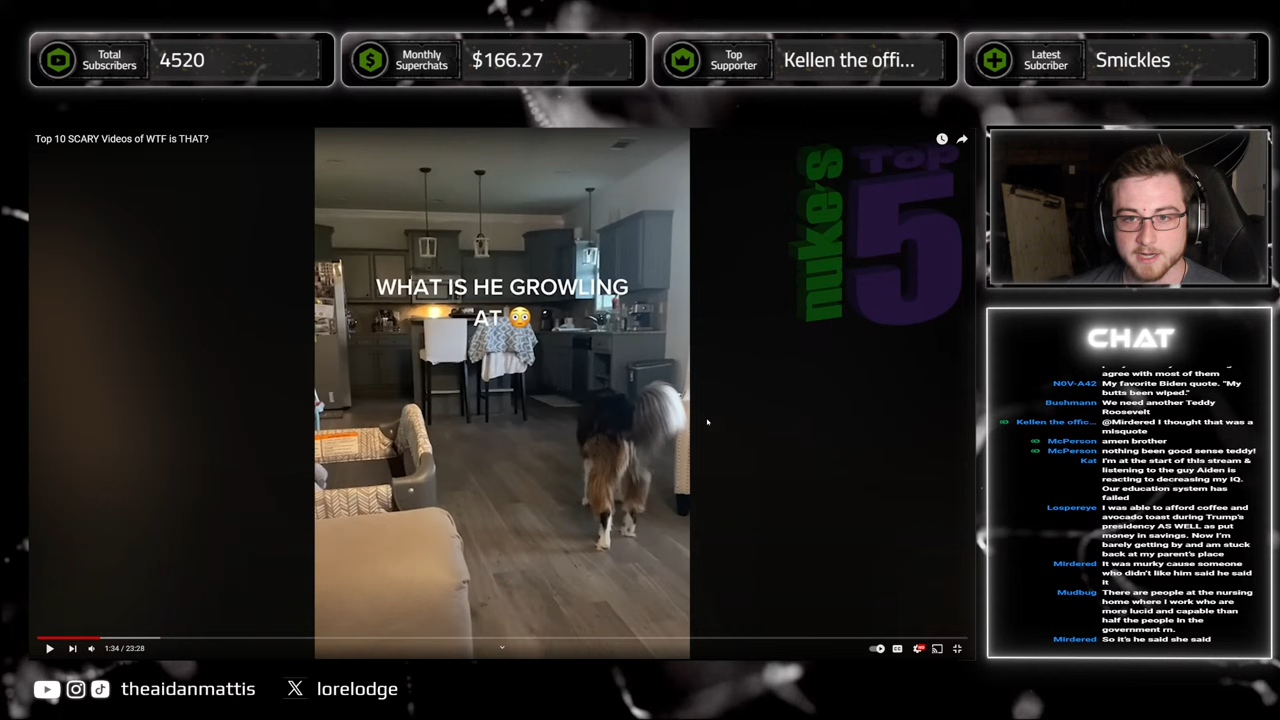 Total
Subscribers
4520
Monthly
Superchats
$166.27
Top
Supporter
Kellen the offi...
Latest
Subcriber
Smickles
Top 10 SCARY Videos of WTF is THAT?
nuke's
Top
5
WHAT IS HE GROWLING
AT 😳
1:34 / 23:28
CHAT
agree with most of them
N0V-A42 My favorite Biden quote. "My
butts been wiped."
Bushmann We need another Teddy
Roosevelt
Kellen the offic... @Mirdered I thought that was a
misquote
McPerson amen brother
McPerson nothing been good sense teddy!
Kat I'm at the start of this stream &
listening to the guy Aiden is
reacting to decreasing my IQ.
Our education system has
failed
Lospereye I was able to afford coffee and
avocado toast during Trump's
presidency AS WELL as put
money in savings. Now I'm
barely getting by and am stuck
back at my parent's place
Mirdered It was murky cause someone
who didn't like him said he said
it
Mudbug There are people at the nursing
home where I work who are
more lucid and capable than
half the people in the
government rn.
Mirdered So it's he said she said
theaidanmattis
lorelodge